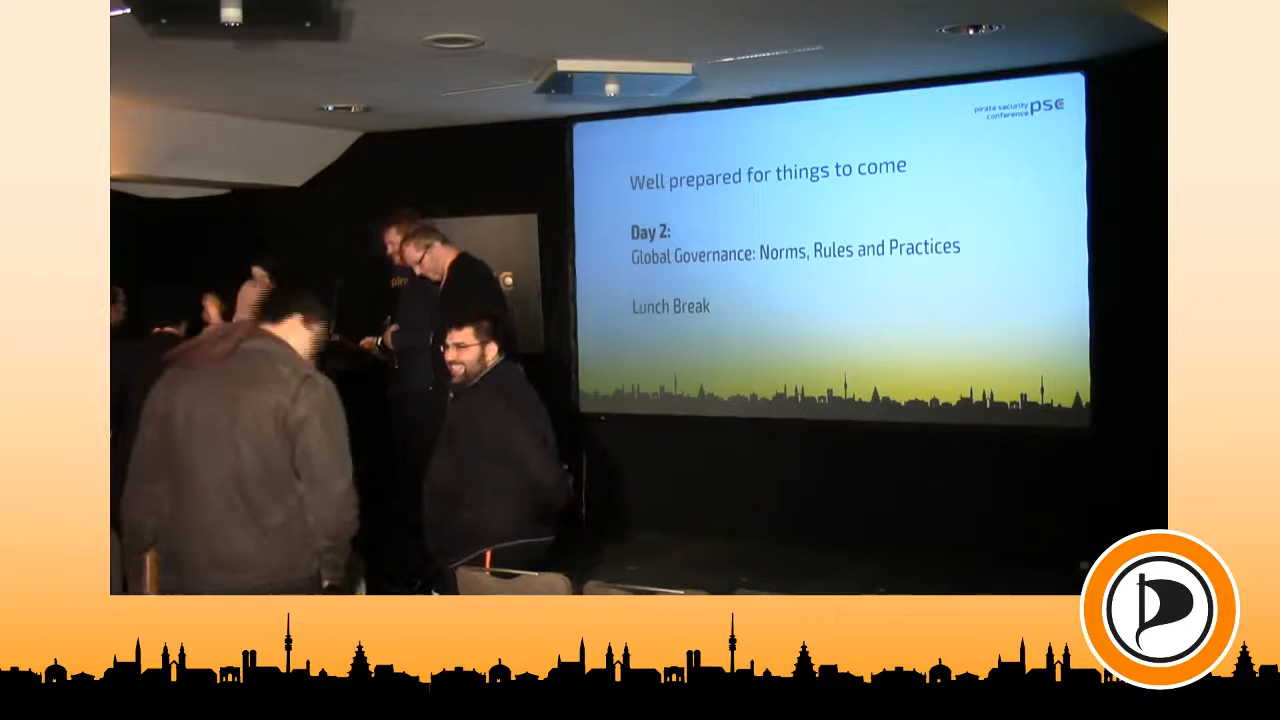 pirate security
conference psc
Well prepared for things to come
Day 2:
Global Governance: Norms, Rules and Practices
Lunch Break